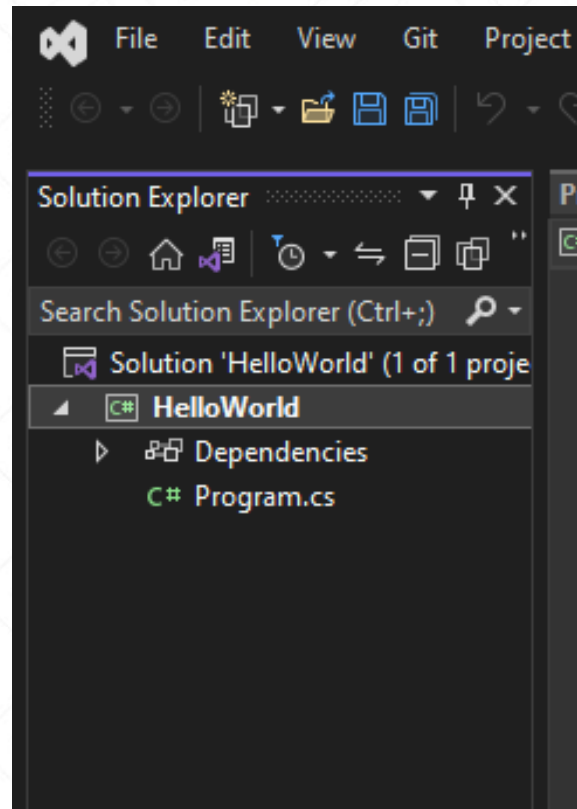 File Edit View Git Project
Solution Explorer
P
C#
Search Solution Explorer (Ctrl+;)
Solution 'HelloWorld' (1 of 1 proje
C# HelloWorld
Dependencies
C# Program.cs